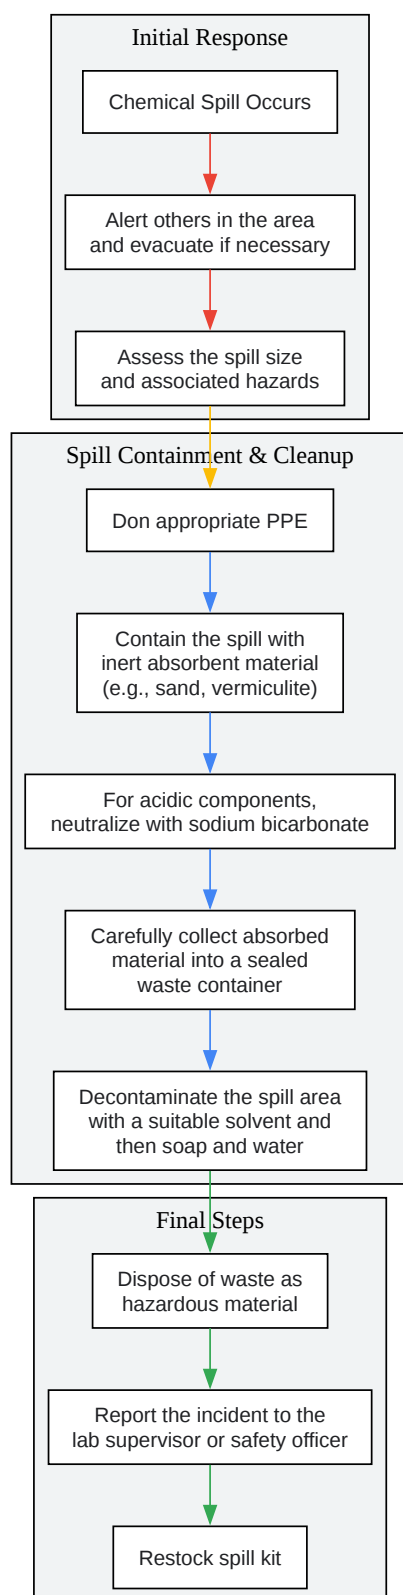 Initial Response
Chemical Spill Occurs
Alert others in the area
and evacuate if necessary
Assess the spill size
and associated hazards
Spill Containment & Cleanup
Don appropriate PPE
Contain the spill with
inert absorbent material
(e.g., sand, vermiculite)
For acidic components,
neutralize with sodium bicarbonate
Carefully collect absorbed
material into a sealed
waste container
Decontaminate the spill area
with a suitable solvent and
then soap and water
Final Steps
Dispose of waste as
hazardous material
Report the incident to the
lab supervisor or safety officer
Restock spill kit